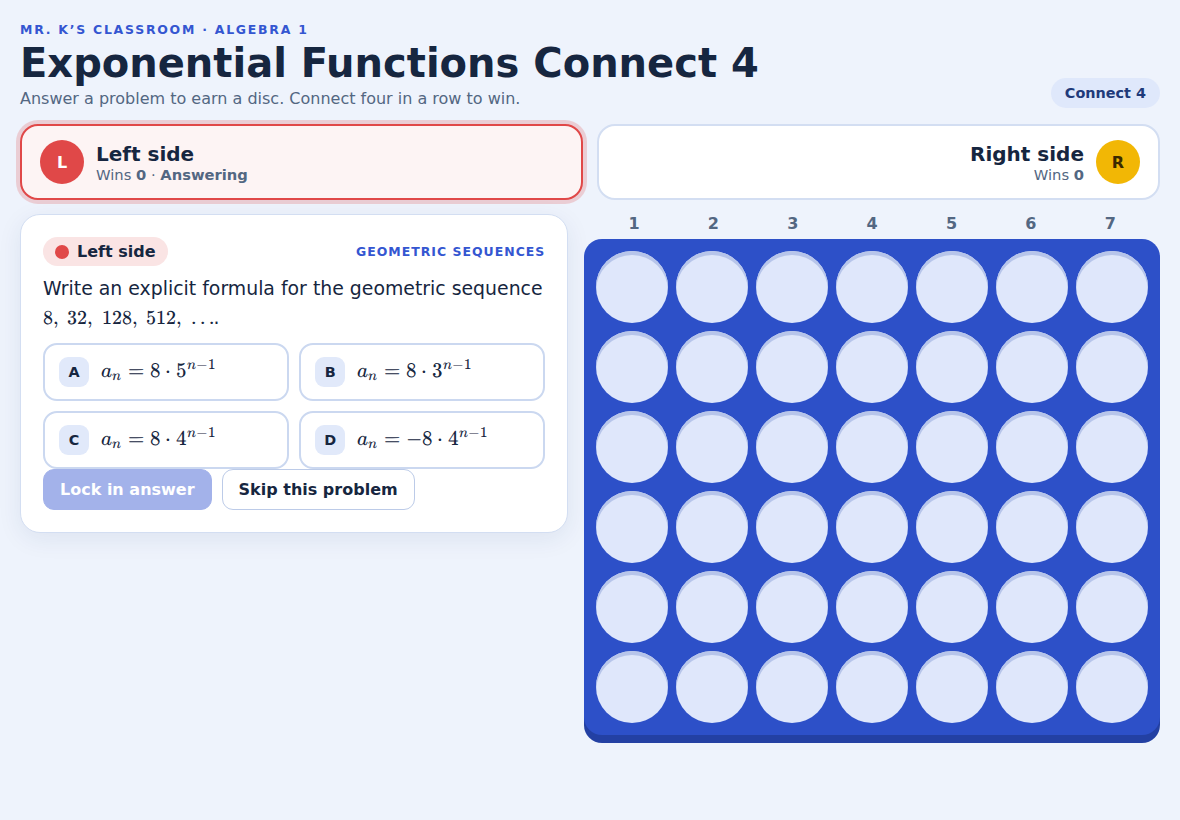 MR. K’S CLASSROOM · ALGEBRA 1
Exponential Functions Connect 4
Answer a problem to earn a disc. Connect four in a row to win.
Connect 4
L
Left side
Wins 0 · Answering
Right side
Wins 0
R
Left side
GEOMETRIC SEQUENCES
Write an explicit formula for the geometric sequence
8, 32, 128, 512, ….
A aₙ = 8 · 5ⁿ⁻¹
B aₙ = 8 · 3ⁿ⁻¹
C aₙ = 8 · 4ⁿ⁻¹
D aₙ = −8 · 4ⁿ⁻¹
Lock in answer
Skip this problem
1 2 3 4 5 6 7